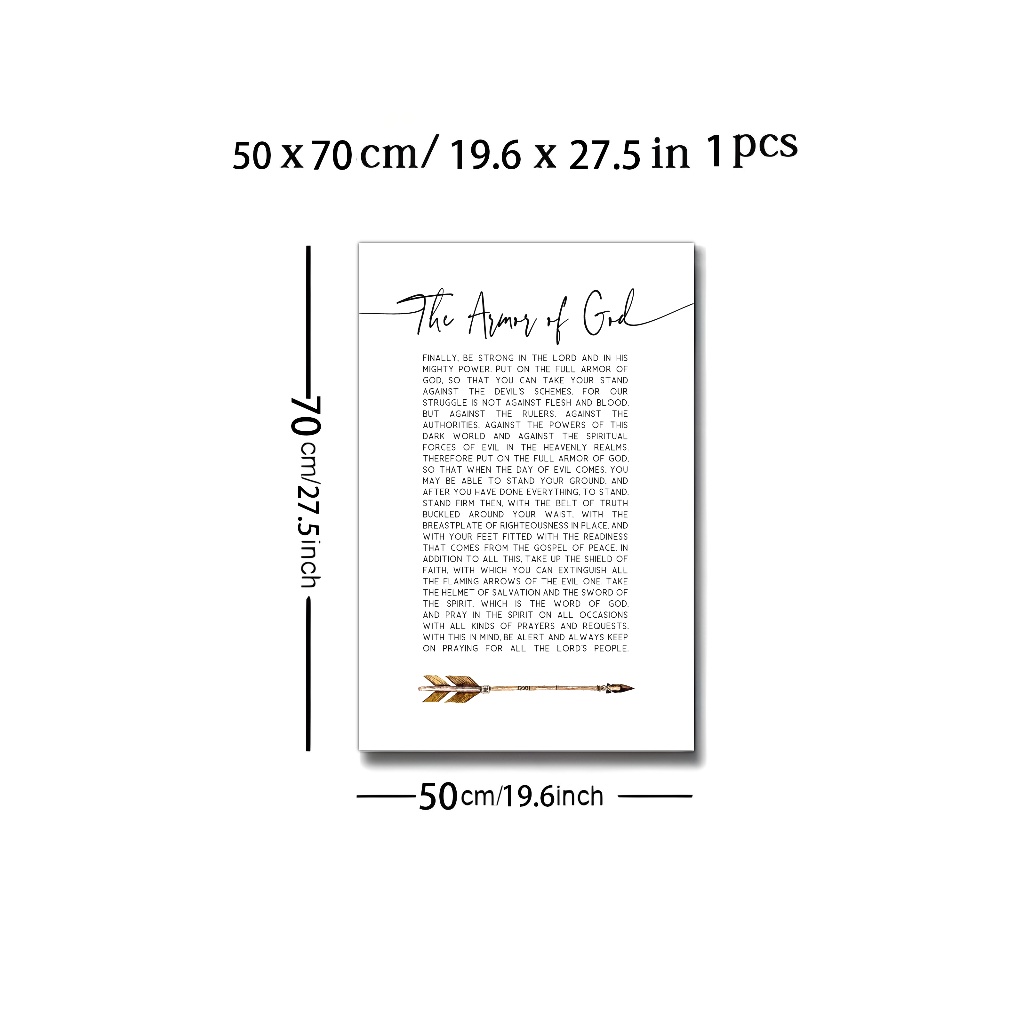 50 x 70 cm/ 19.6 x 27.5 in 1 pcs
The Armor of God
FINALLY, BE STRONG IN THE LORD AND IN HIS
MIGHTY POWER. PUT ON THE FULL ARMOR OF
GOD, SO THAT YOU CAN TAKE YOUR STAND
AGAINST THE DEVIL'S SCHEMES. FOR OUR
STRUGGLE IS NOT AGAINST FLESH AND BLOOD,
BUT AGAINST THE RULERS, AGAINST THE
AUTHORITIES, AGAINST THE POWERS OF THIS
DARK WORLD AND AGAINST THE SPIRITUAL
FORCES OF EVIL IN THE HEAVENLY REALMS.
THEREFORE PUT ON THE FULL ARMOR OF GOD,
SO THAT WHEN THE DAY OF EVIL COMES, YOU
MAY BE ABLE TO STAND YOUR GROUND, AND
AFTER YOU HAVE DONE EVERYTHING, TO STAND.
STAND FIRM THEN, WITH THE BELT OF TRUTH
BUCKLED AROUND YOUR WAIST, WITH THE
BREASTPLATE OF RIGHTEOUSNESS IN PLACE, AND
WITH YOUR FEET FITTED WITH THE READINESS
THAT COMES FROM THE GOSPEL OF PEACE. IN
ADDITION TO ALL THIS, TAKE UP THE SHIELD OF
FAITH, WITH WHICH YOU CAN EXTINGUISH ALL
THE FLAMING ARROWS OF THE EVIL ONE. TAKE
THE HELMET OF SALVATION AND THE SWORD OF
THE SPIRIT, WHICH IS THE WORD OF GOD.
AND PRAY IN THE SPIRIT ON ALL OCCASIONS
WITH ALL KINDS OF PRAYERS AND REQUESTS.
WITH THIS IN MIND, BE ALERT AND ALWAYS KEEP
ON PRAYING FOR ALL THE LORD'S PEOPLE.
70 cm/27.5inch
50cm/19.6inch